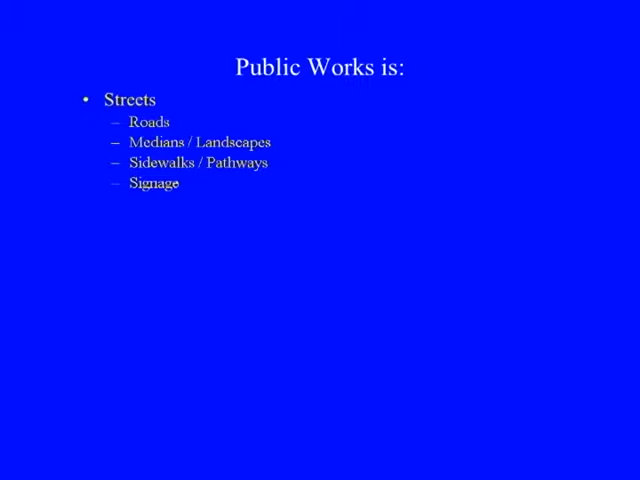 Public Works is:
• Streets
– Roads
– Medians / Landscapes
– Sidewalks / Pathways
– Signage